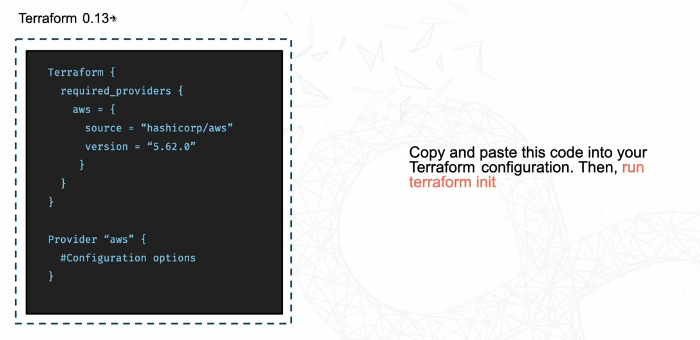 Terraform 0.13+
Terraform {
required_providers {
aws = {
source = “hashicorp/aws”
version = “5.62.0”
}
}
}
Provider “aws” {
#Configuration options
}
Copy and paste this code into your
Terraform configuration. Then, run
terraform init